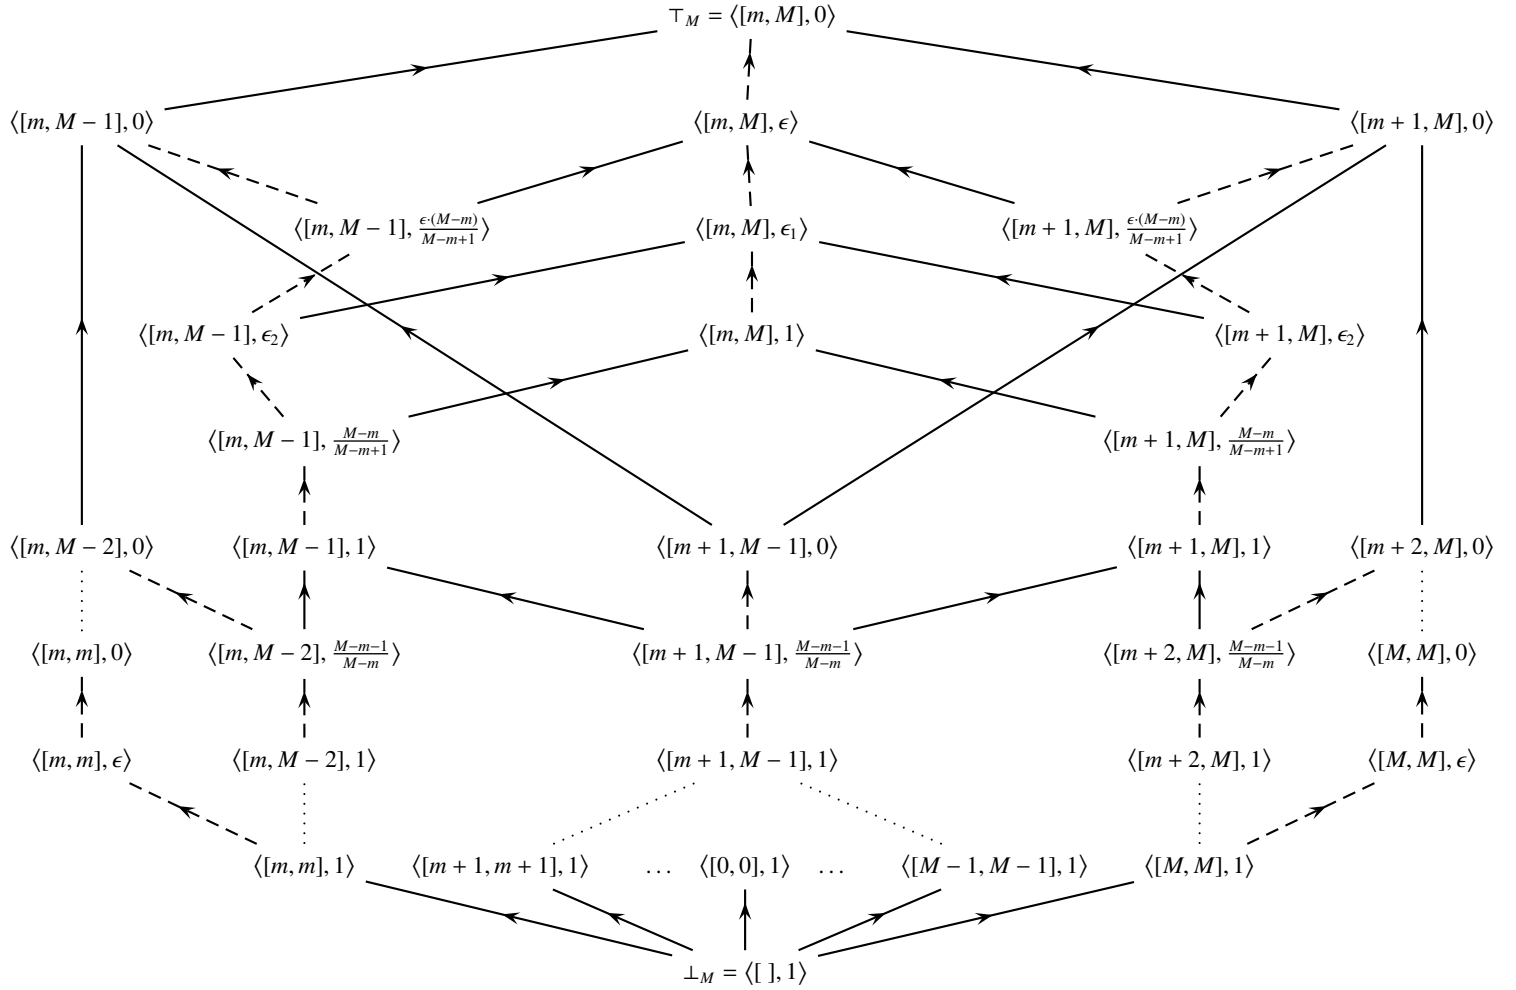 ⊤_M = ⟨[m, M], 0⟩
⟨[m, M − 1], 0⟩ ⟨[m, M], ϵ⟩ ⟨[m + 1, M], 0⟩
⟨[m, M − 1], ϵ·(M−m)/M−m+1⟩ ⟨[m, M], ϵ₁⟩ ⟨[m + 1, M], ϵ·(M−m)/M−m+1⟩
⟨[m, M − 1], ϵ₂⟩ ⟨[m, M], 1⟩ ⟨[m + 1, M], ϵ₂⟩
⟨[m, M − 1], M−m/M−m+1⟩ ⟨[m + 1, M], M−m/M−m+1⟩
⟨[m, M − 2], 0⟩ ⟨[m, M − 1], 1⟩ ⟨[m + 1, M − 1], 0⟩ ⟨[m + 1, M], 1⟩ ⟨[m + 2, M], 0⟩
⟨[m, m], 0⟩ ⟨[m, M − 2], M−m−1/M−m⟩ ⟨[m + 1, M − 1], M−m−1/M−m⟩ ⟨[m + 2, M], M−m−1/M−m⟩ ⟨[M, M], 0⟩
⟨[m, m], ϵ⟩ ⟨[m, M − 2], 1⟩ ⟨[m + 1, M − 1], 1⟩ ⟨[m + 2, M], 1⟩ ⟨[M, M], ϵ⟩
⟨[m, m], 1⟩ ⟨[m + 1, m + 1], 1⟩ … ⟨[0, 0], 1⟩ … ⟨[M − 1, M − 1], 1⟩ ⟨[M, M], 1⟩
⊥_M = ⟨[ ], 1⟩